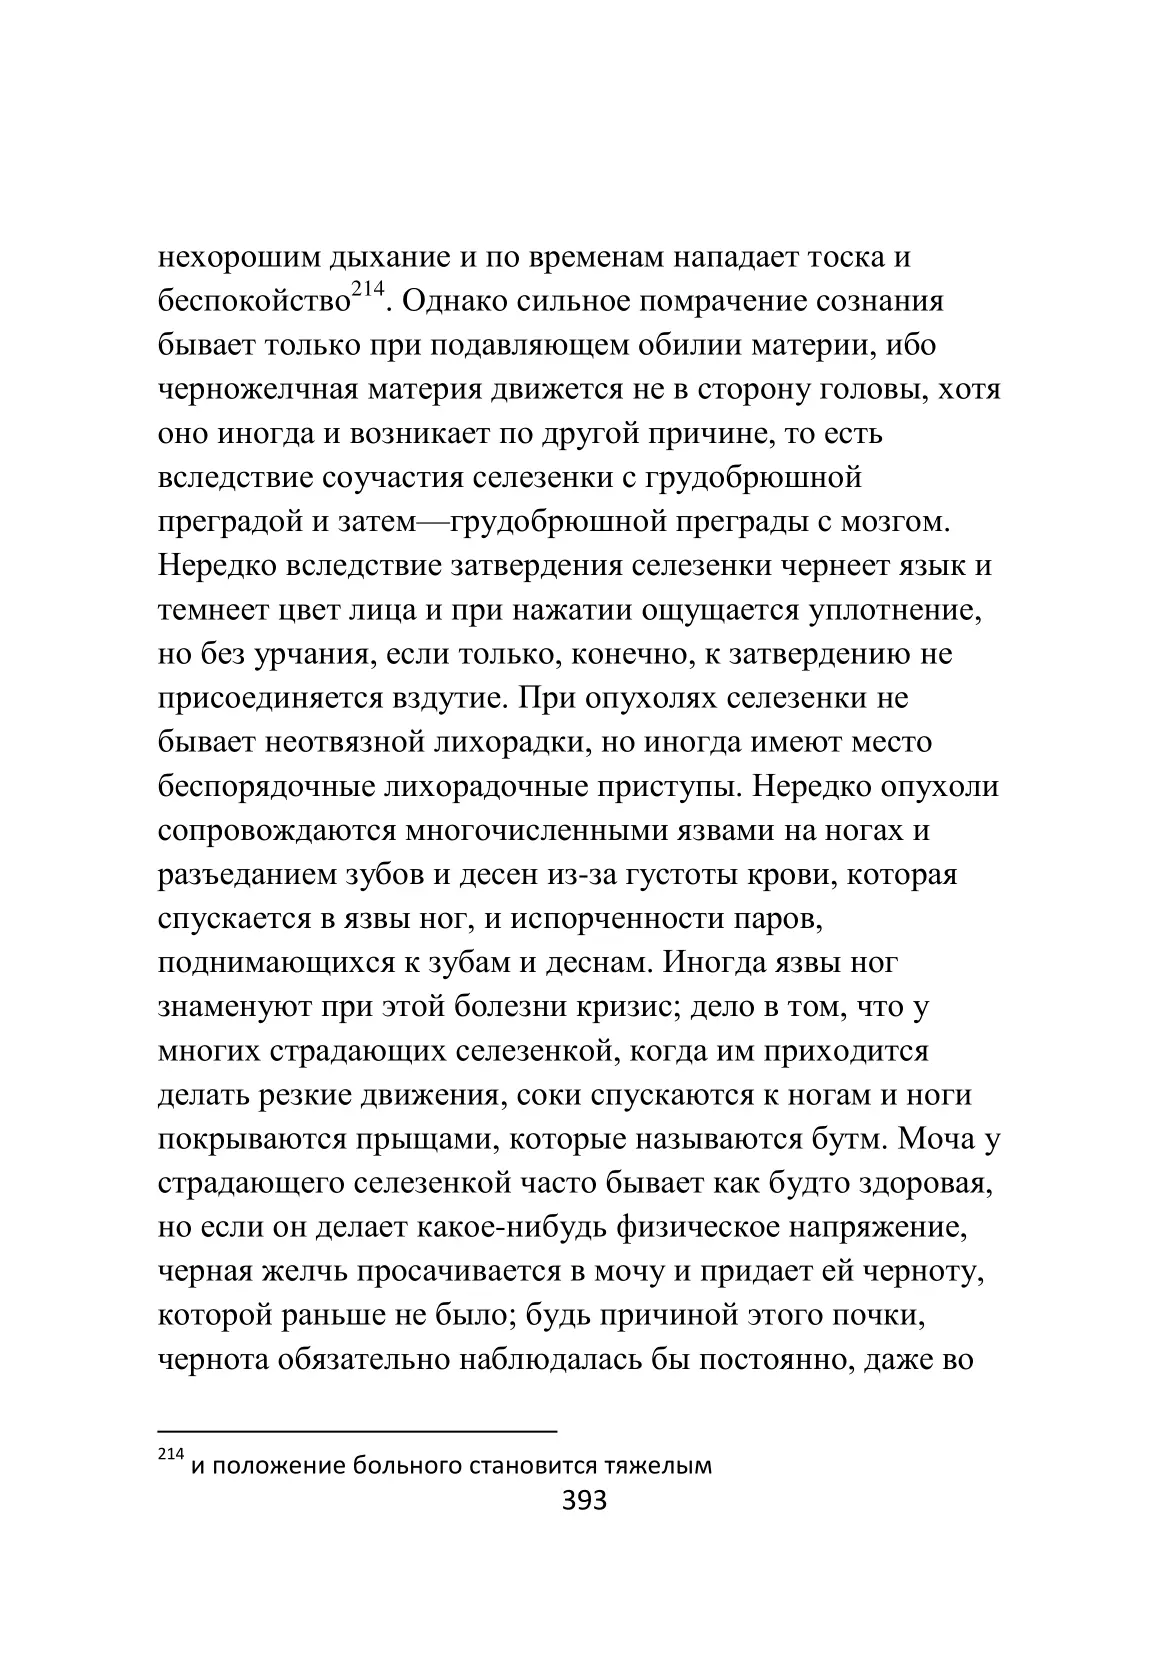 нехорошим дыхание и по временам нападает тоска и
беспокойство214. Однако сильное помрачение сознания
бывает только при подавляющем обилии материи, ибо
черножелчная материя движется не в сторону головы, хотя
оно иногда и возникает по другой причине, то есть
вследствие соучастия селезенки с грудобрюшной
преградой и затем—грудобрюшной преграды с мозгом.
Нередко вследствие затвердения селезенки чернеет язык и
темнеет цвет лица и при нажатии ощущается уплотнение,
но без урчания, если только, конечно, к затвердению не
присоединяется вздутие. При опухолях селезенки не
бывает неотвязной лихорадки, но иногда имеют место
беспорядочные лихорадочные приступы. Нередко опухоли
сопровождаются многочисленными язвами на ногах и
разъеданием зубов и десен из-за густоты крови, которая
спускается в язвы ног, и испорченности паров,
поднимающихся к зубам и деснам. Иногда язвы ног
знаменуют при этой болезни кризис; дело в том, что у
многих страдающих селезенкой, когда им приходится
делать резкие движения, соки спускаются к ногам и ноги
покрываются прыщами, которые называются бутм. Моча у
страдающего селезенкой часто бывает как будто здоровая,
но если он делает какое-нибудь физическое напряжение,
черная желчь просачивается в мочу и придает ей черноту,
которой раньше не было; будь причиной этого почки,
чернота обязательно наблюдалась бы постоянно, даже во
214 и положение больного становится тяжелым
393